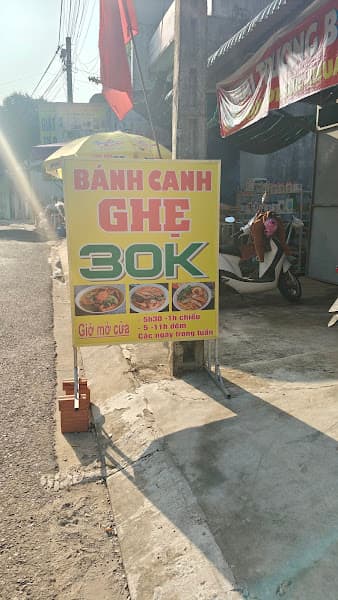 BÁNH CANH
GHẸ
30K
Giờ mở cửa
5h30 -1h chiều
- 5 -11h đêm
Các ngày trong tuần